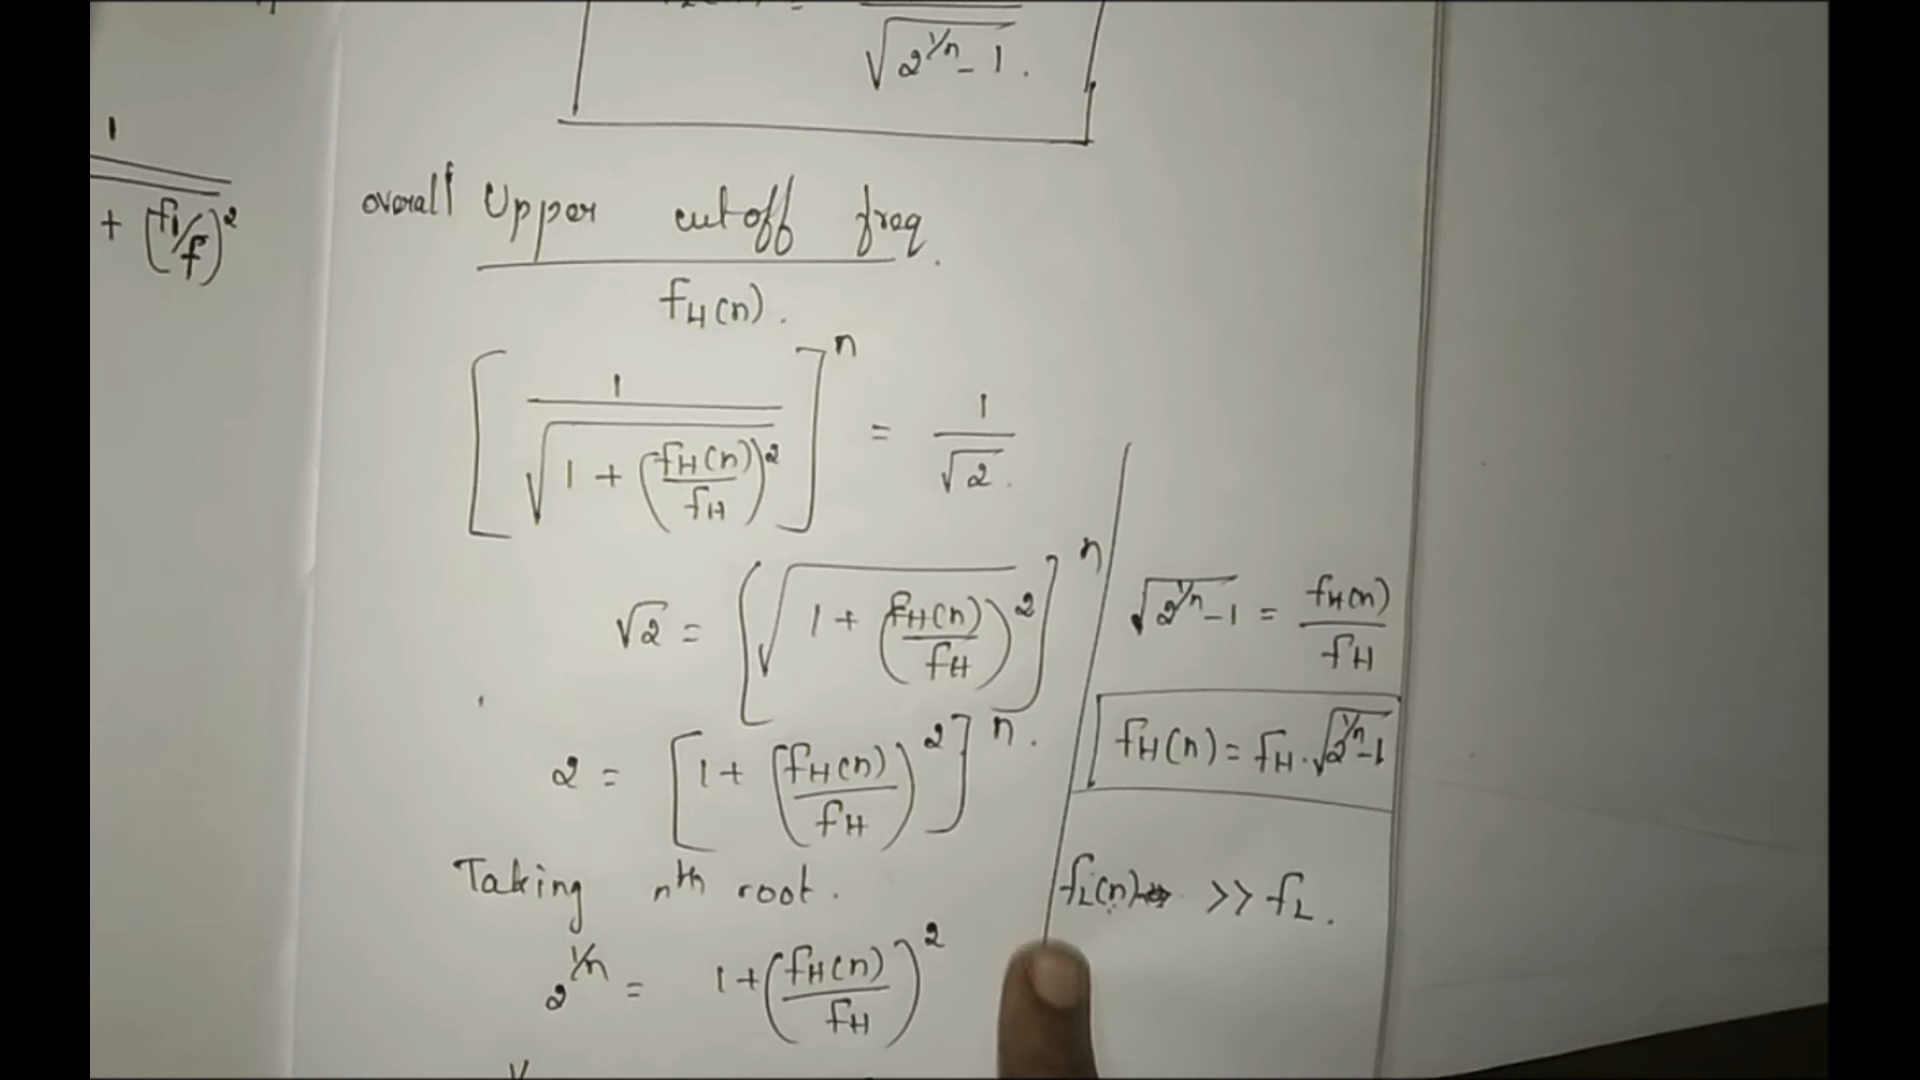 √2^1/n - 1 .
1
+ (f1/f)^2
overall Upper cutoff freq.
fH(n).
[ 1 / √1 + (fH(n)/fH)^2 ]^n = 1/√2.
√2 = [ √1 + (fH(n)/fH)^2 ]^n
2 = [ 1 + (fH(n)/fH)^2 ]^n .
Taking nth root.
2^1/n = 1 + (fH(n)/fH)^2
√2^1/n - 1 = fH(n)/fH
fH(n) = fH . √2^1/n - 1
fL(n) >> fL .